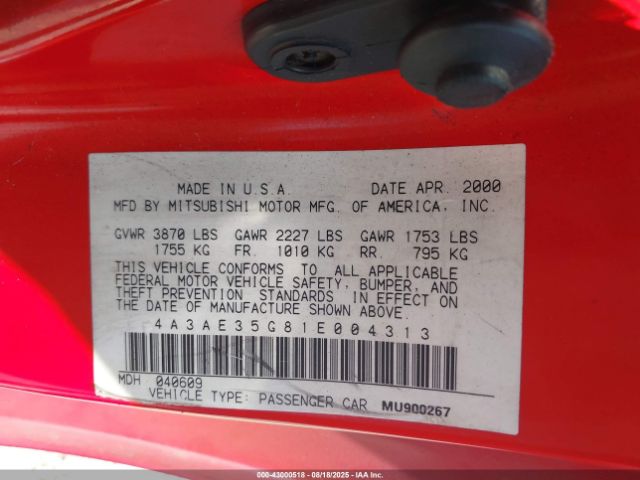 MADE IN U.S.A. DATE APR. 2000
MFD BY MITSUBISHI MOTOR MFG. OF AMERICA, INC.
GVWR 3870 LBS GAWR 2227 LBS GAWR 1753 LBS
1755 KG FR. 1010 KG RR. 795 KG
THIS VEHICLE CONFORMS TO ALL APPLICABLE
FEDERAL MOTOR VEHICLE SAFETY, BUMPER, AND
THEFT PREVENTION STANDARDS IN EFFECT ON
THE DATE OF MANUFACTURE SHOWN ABOVE.
4A3AE35G81E004313
MDH 040609
VEHICLE TYPE: PASSENGER CAR MU900267
000-43000518 - 08/18/2025 - IAA Inc.